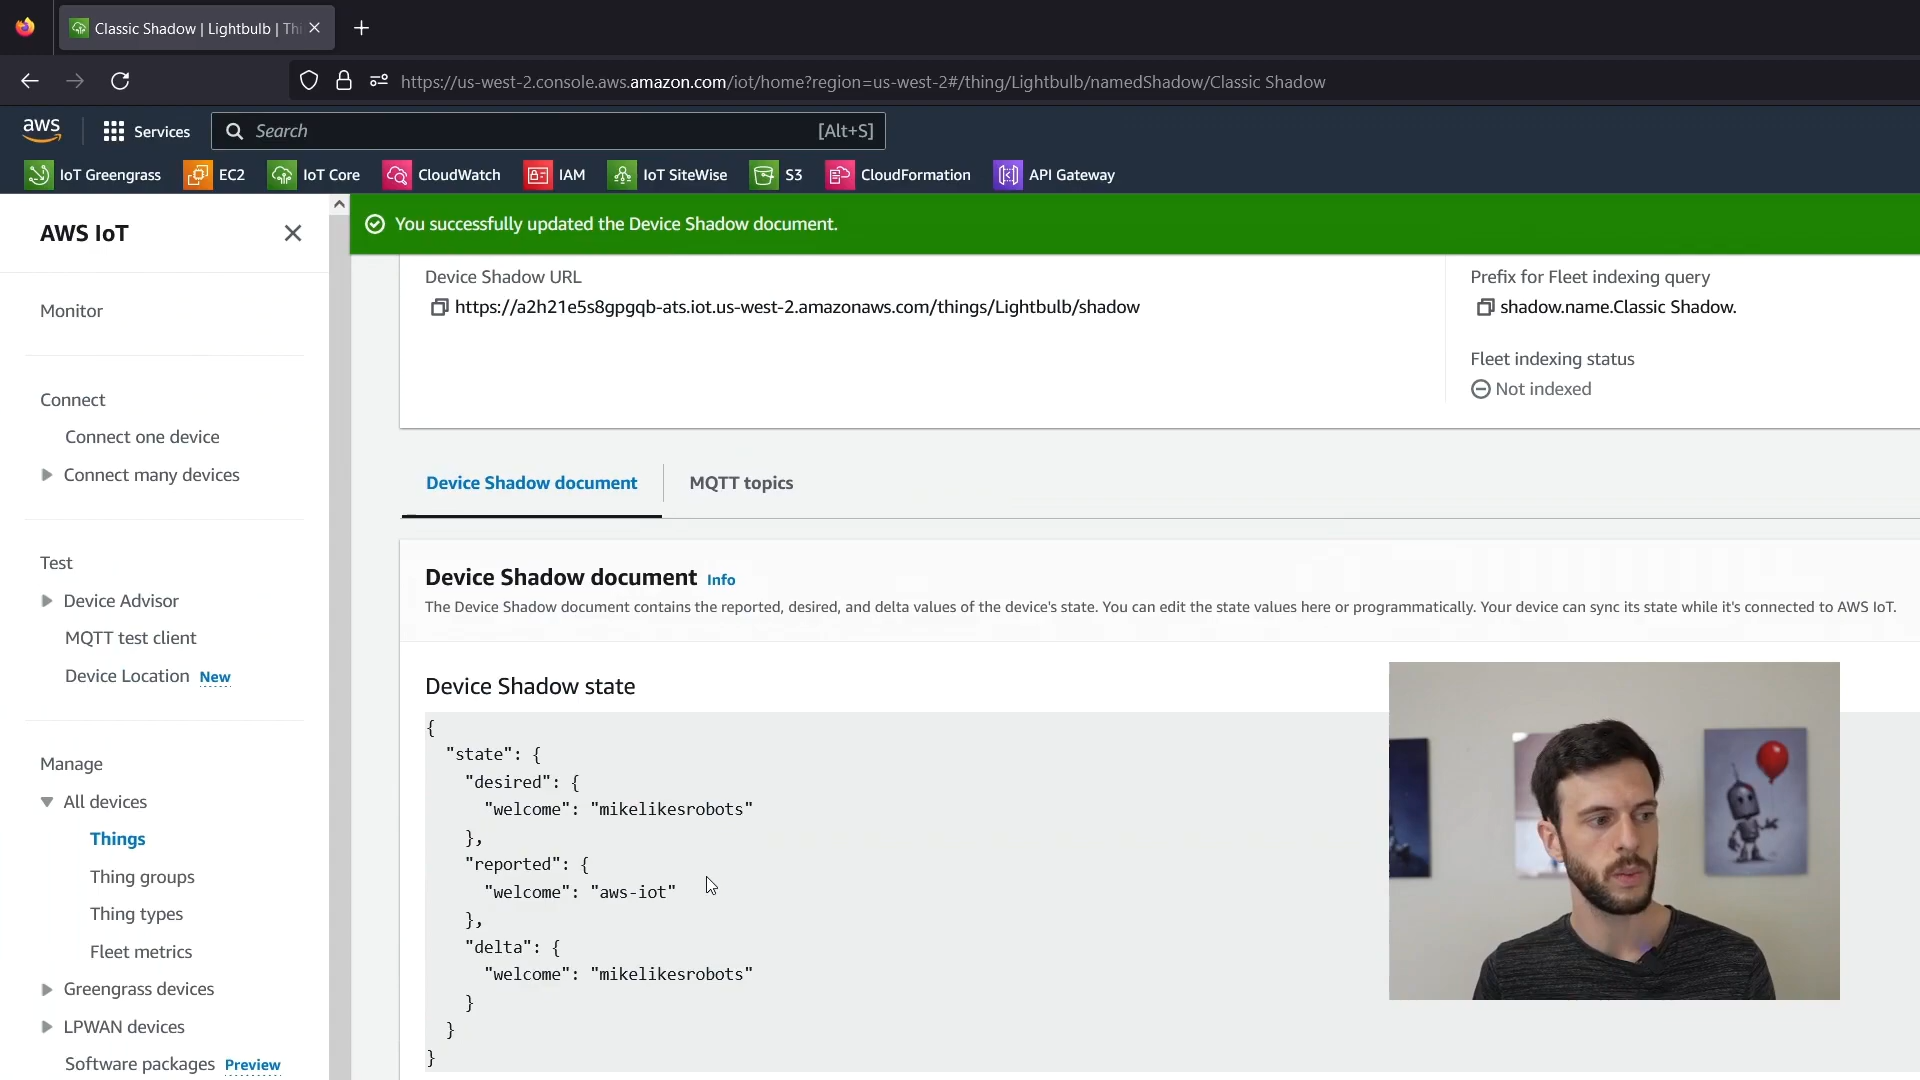 Classic Shadow | Lightbulb | Thi
https://us-west-2.console.aws.amazon.com/iot/home?region=us-west-2#/thing/Lightbulb/namedShadow/Classic Shadow
aws
Services
Search
[Alt+S]
IoT Greengrass
EC2
IoT Core
CloudWatch
IAM
IoT SiteWise
S3
CloudFormation
API Gateway
AWS IoT
You successfully updated the Device Shadow document.
Monitor
Connect
Connect one device
Connect many devices
Test
Device Advisor
MQTT test client
Device Location New
Manage
All devices
Things
Thing groups
Thing types
Fleet metrics
Greengrass devices
LPWAN devices
Software packages Preview
Device Shadow URL
https://a2h21e5s8gpgqb-ats.iot.us-west-2.amazonaws.com/things/Lightbulb/shadow
Prefix for Fleet indexing query
shadow.name.Classic Shadow.
Fleet indexing status
Not indexed
Device Shadow document
MQTT topics
Device Shadow document Info
The Device Shadow document contains the reported, desired, and delta values of the device's state. You can edit the state values here or programmatically. Your device can sync its state while it's connected to AWS IoT.
Device Shadow state
{
"state": {
"desired": {
"welcome": "mikelikesrobots"
},
"reported": {
"welcome": "aws-iot"
},
"delta": {
"welcome": "mikelikesrobots"
}
}
}